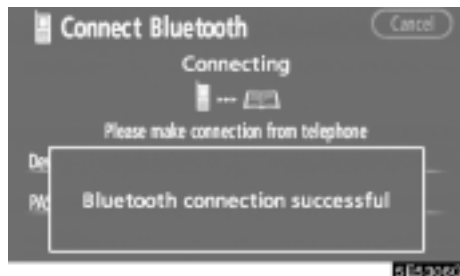 Connect Bluetooth
Cancel
Connecting
Please make connection from telephone
Bluetooth connection successful